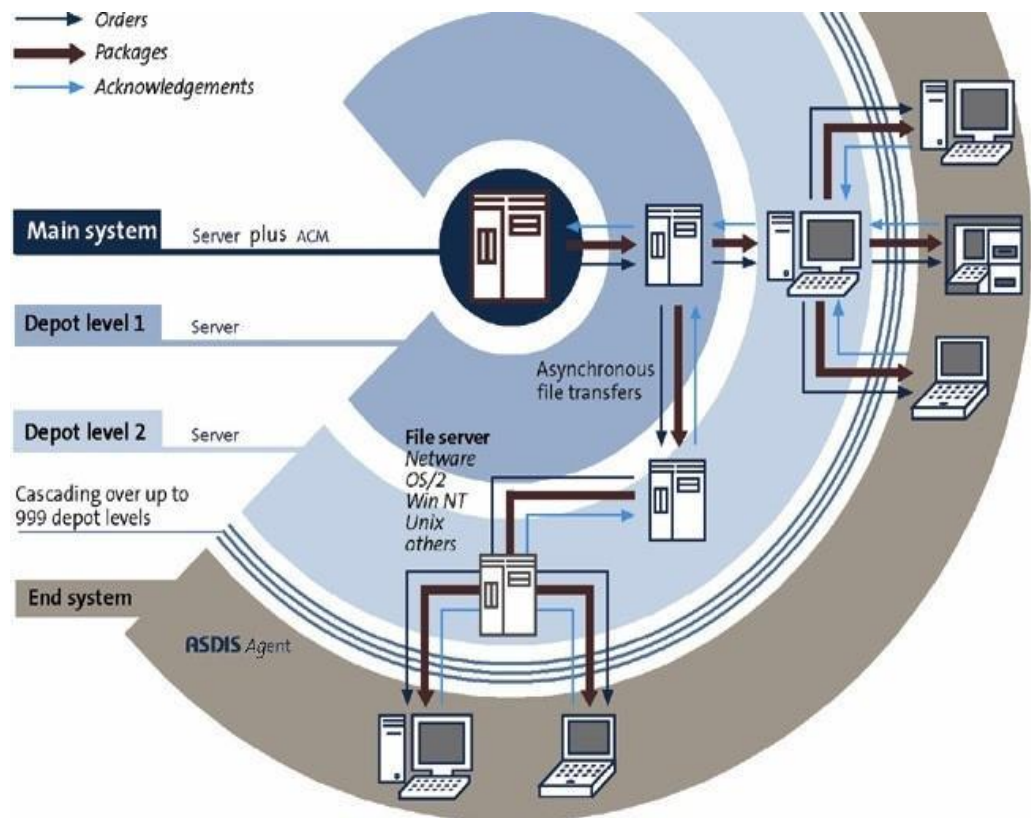 Orders
Packages
Acknowledgements
Main system
Server plus ACM
Depot level 1
Server
Asynchronous
file transfers
Depot level 2
Server
File server
Netware
OS/2
Win NT
Unix
others
Cascading over up to
999 depot levels
End system
ASDIS Agent